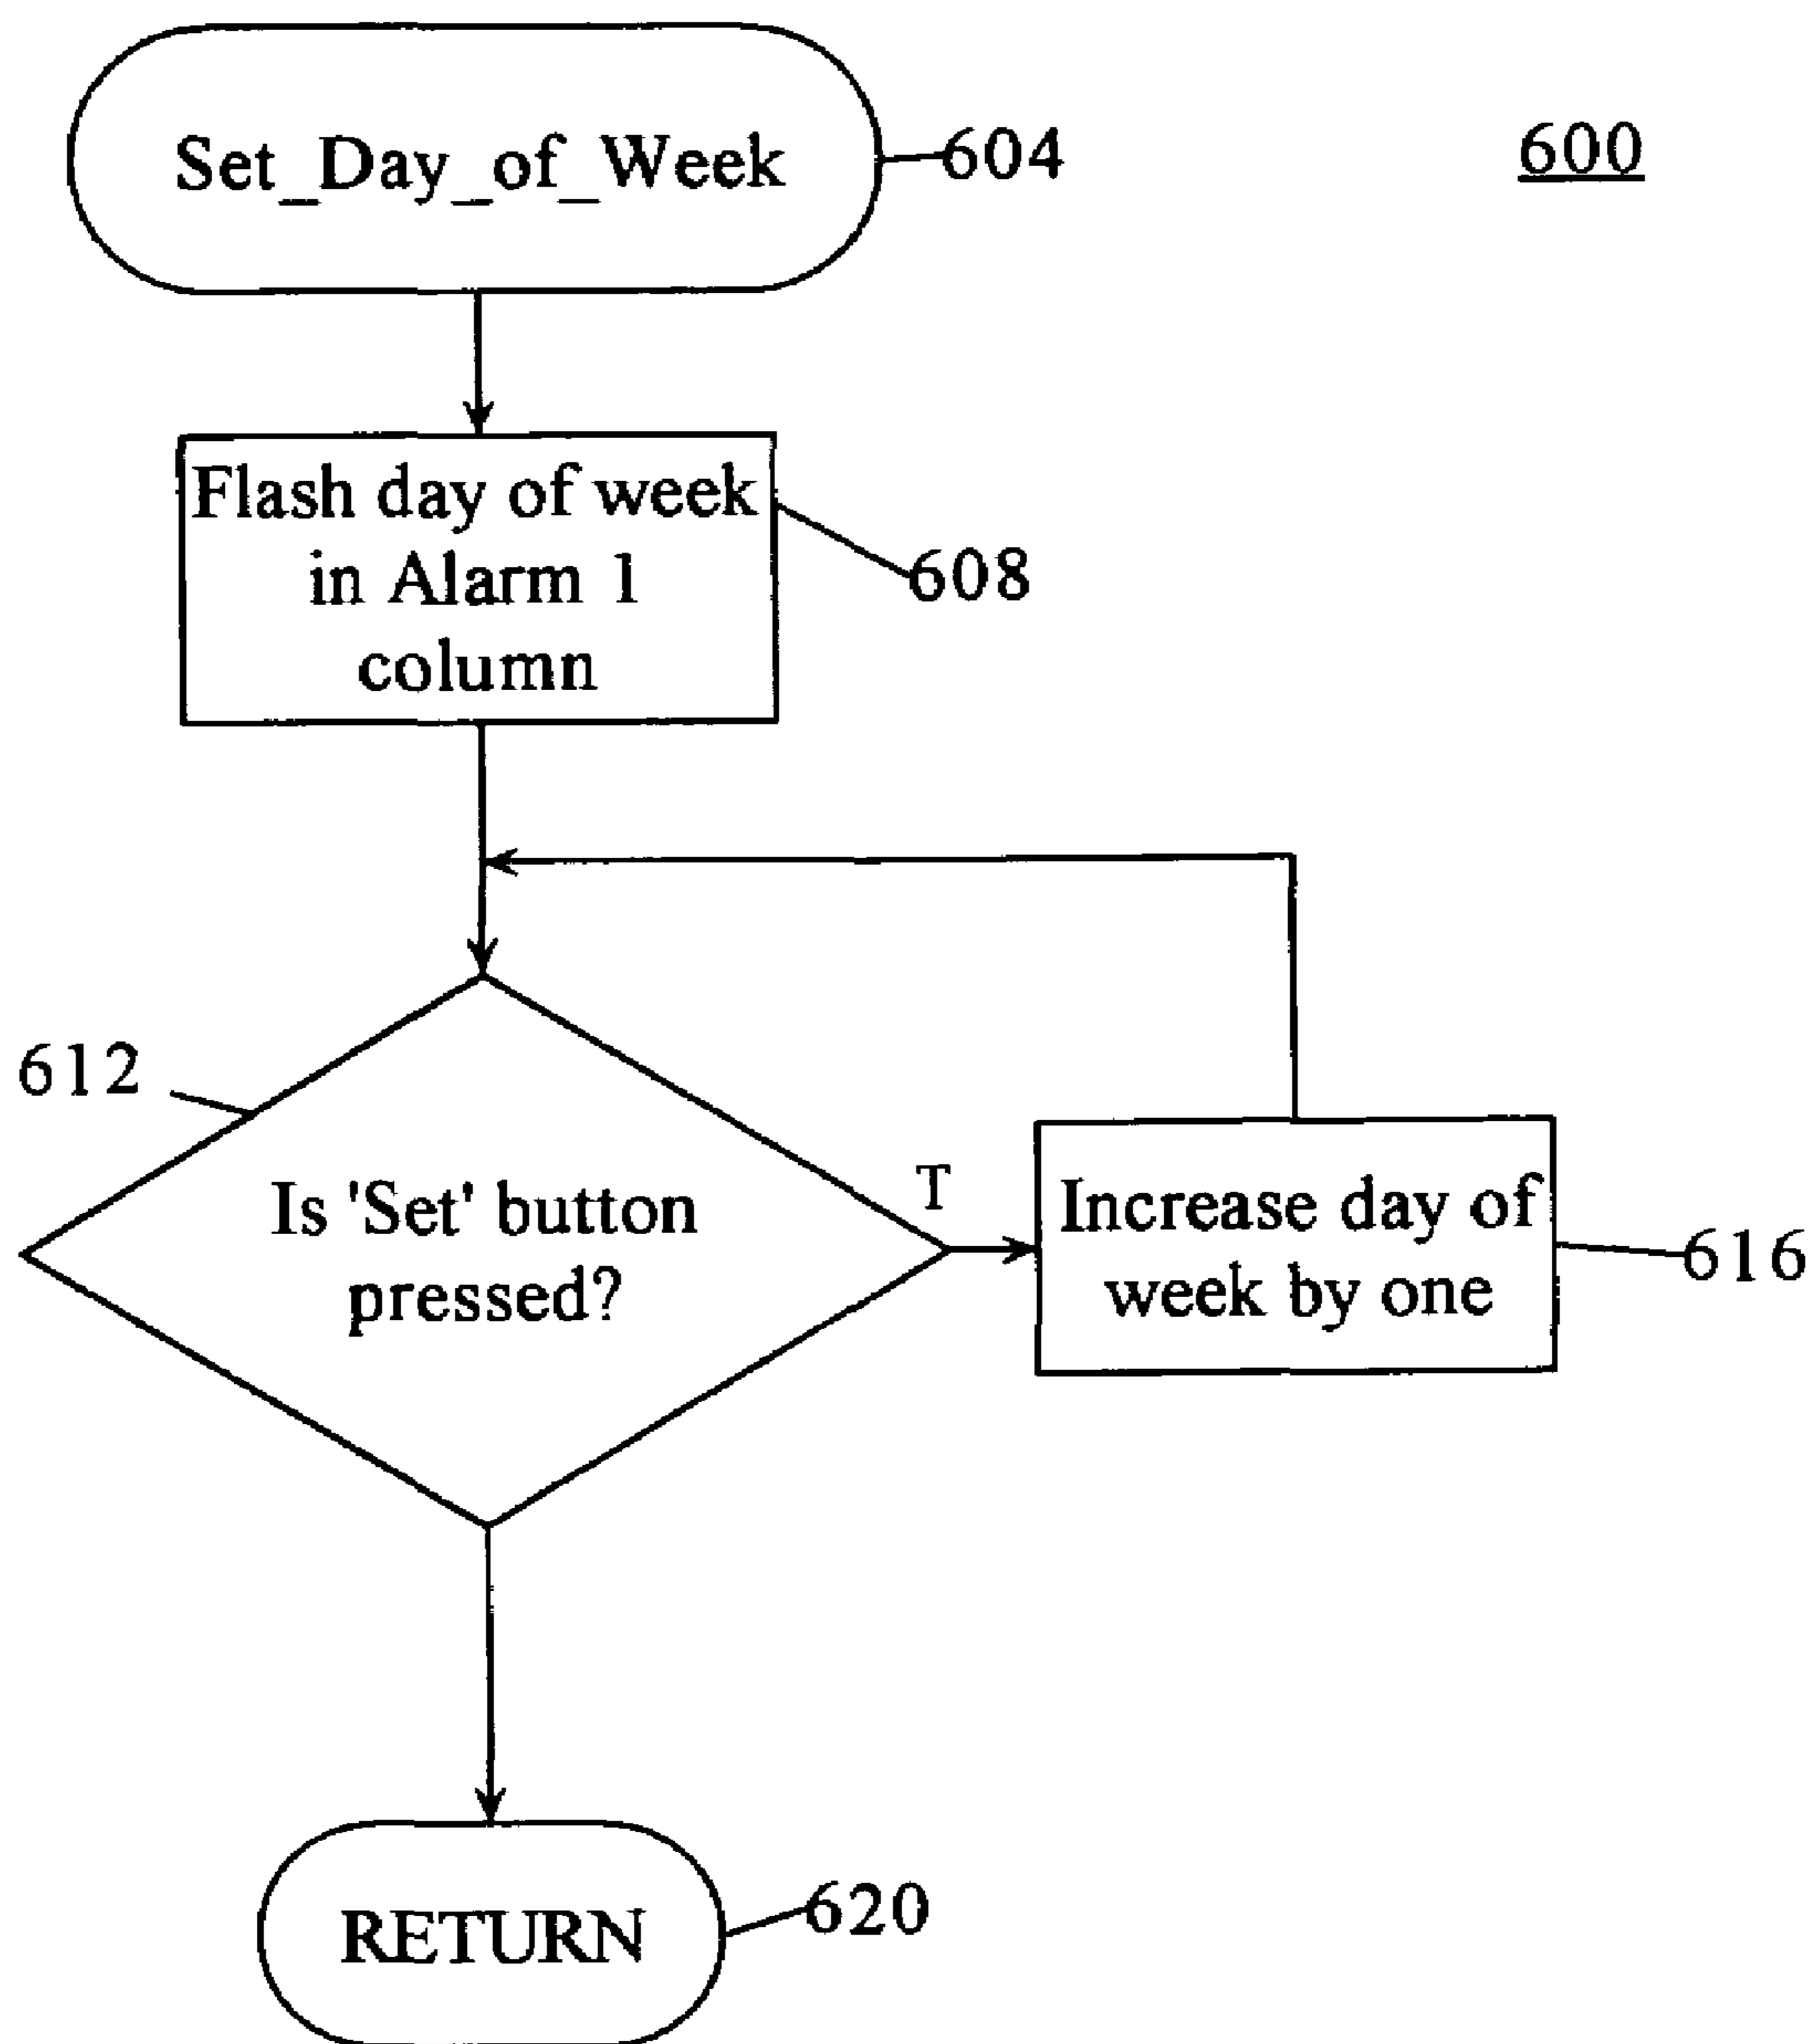 Set_Day_of_Week
604
600
Flash day of week
in Alarm 1
column
608
612
Is 'Set' button
pressed?
T
Increase day of
week by one
616
RETURN
620